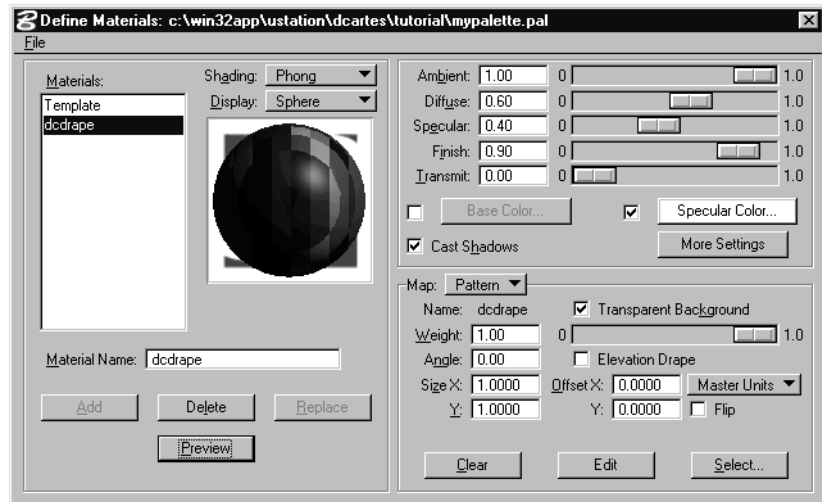 Define Materials: c:\win32app\ustation\dcartes\tutorial\mypalette.pal
File
Materials:
Template
dcdrape
Shading: Phong
Display: Sphere
Material Name: dcdrape
Add Delete Replace
Preview
Ambient: 1.00 0 1.0
Diffuse: 0.60 0 1.0
Specular: 0.40 0 1.0
Finish: 0.90 0 1.0
Transmit: 0.00 0 1.0
Base Color... Specular Color...
Cast Shadows More Settings
Map: Pattern
Name: dcdrape Transparent Background
Weight: 1.00 0 1.0
Angle: 0.00 Elevation Drape
Size X: 1.0000 Offset X: 0.0000 Master Units
Y: 1.0000 Y: 0.0000 Flip
Clear Edit Select...